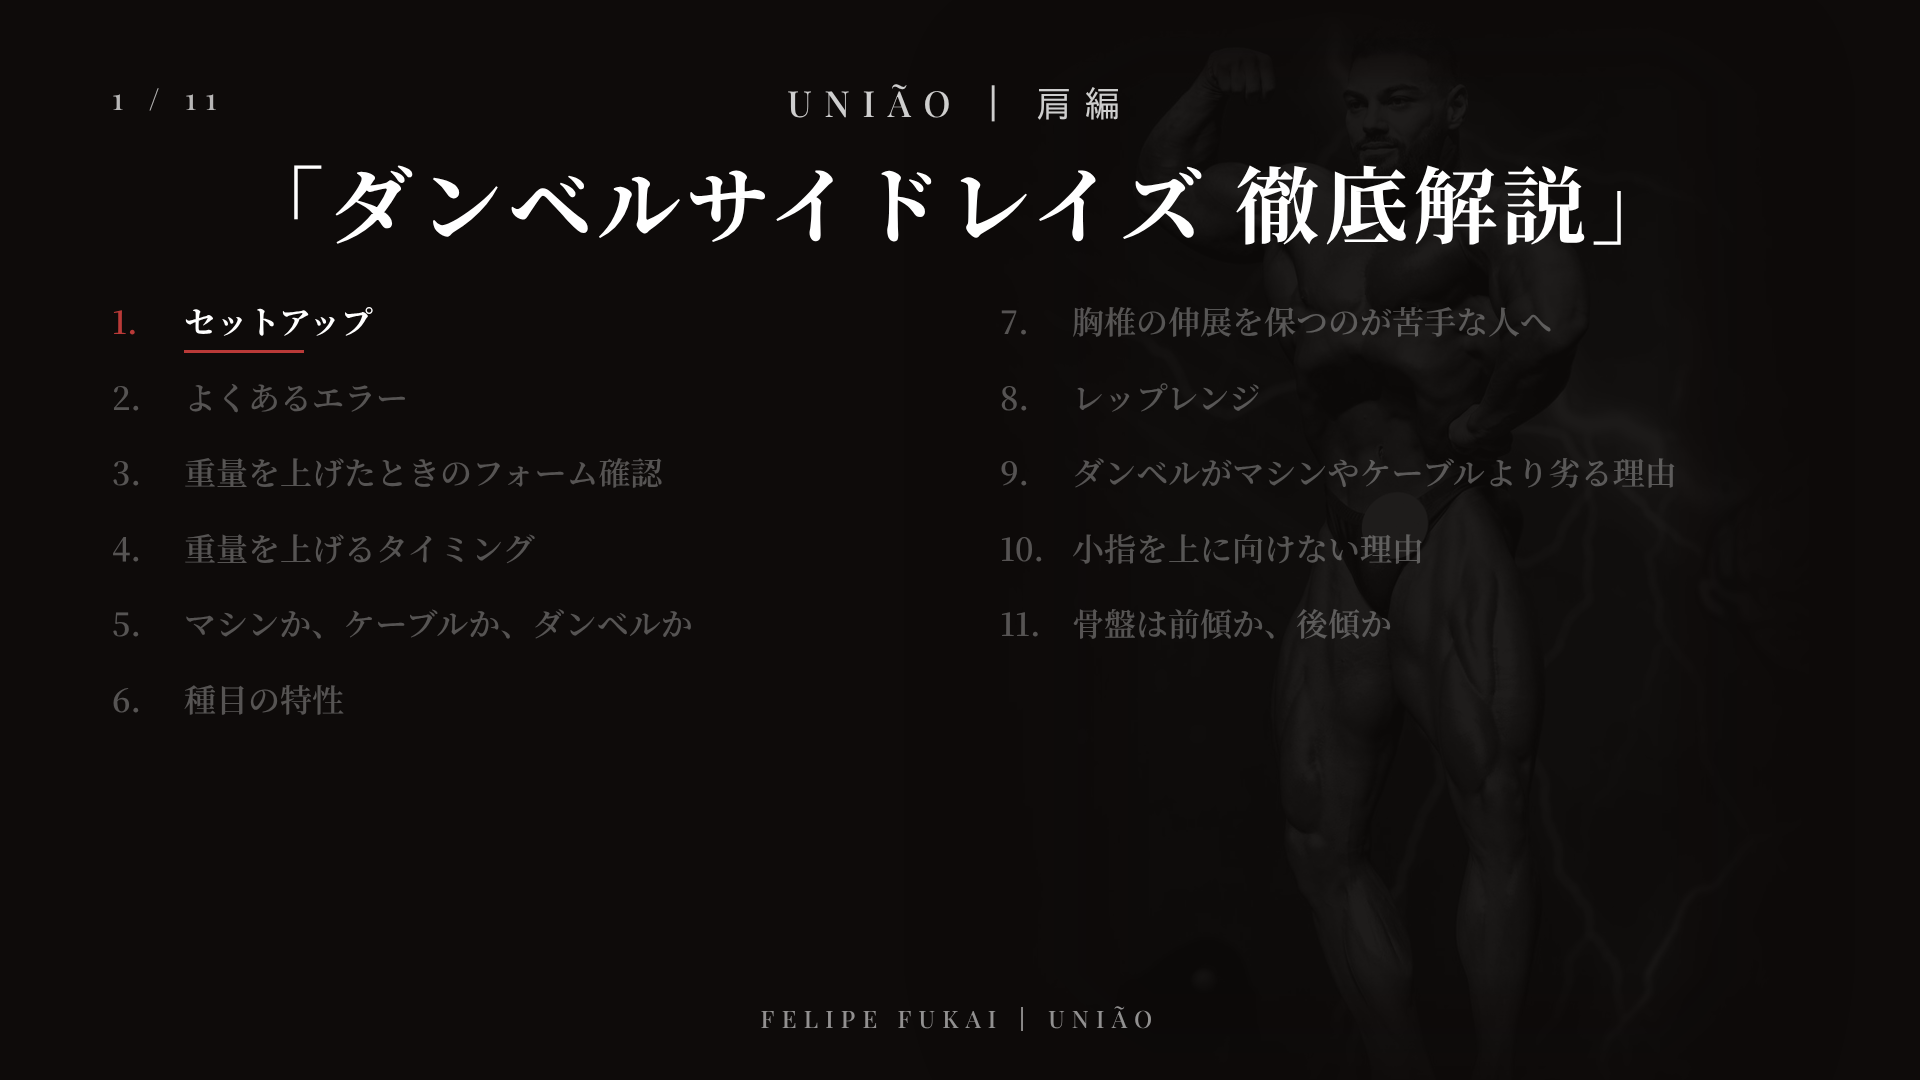 1 / 11
UNIÃO | 肩編
「ダンベルサイドレイズ 徹底解説」
1. セットアップ
2. よくあるエラー
3. 重量を上げたときのフォーム確認
4. 重量を上げるタイミング
5. マシンか、ケーブルか、ダンベルか
6. 種目の特性
7. 胸椎の伸展を保つのが苦手な人へ
8. レップレンジ
9. ダンベルがマシンやケーブルより劣る理由
10. 小指を上に向けない理由
11. 骨盤は前傾か、後傾か
FELIPE FUKAI | UNIÃO